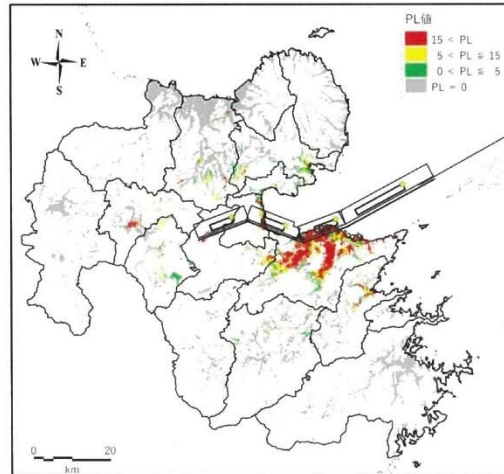 PL値
15 < PL
5 < PL ≦ 15
0 < PL ≦ 5
PL = 0
N
W E
S
0 20
km